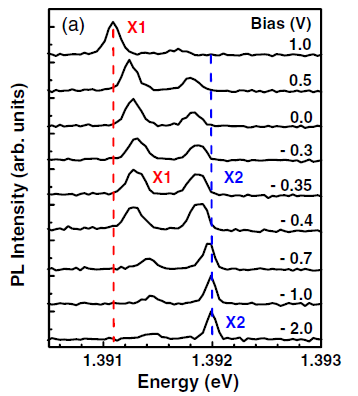 (a) X1 Bias (V)
1.0
0.5
0.0
- 0.3
X1 X2 - 0.35
- 0.4
- 0.7
- 1.0
X2 - 2.0
PL Intensity (arb. units)
1.391 1.392 1.393
Energy (eV)